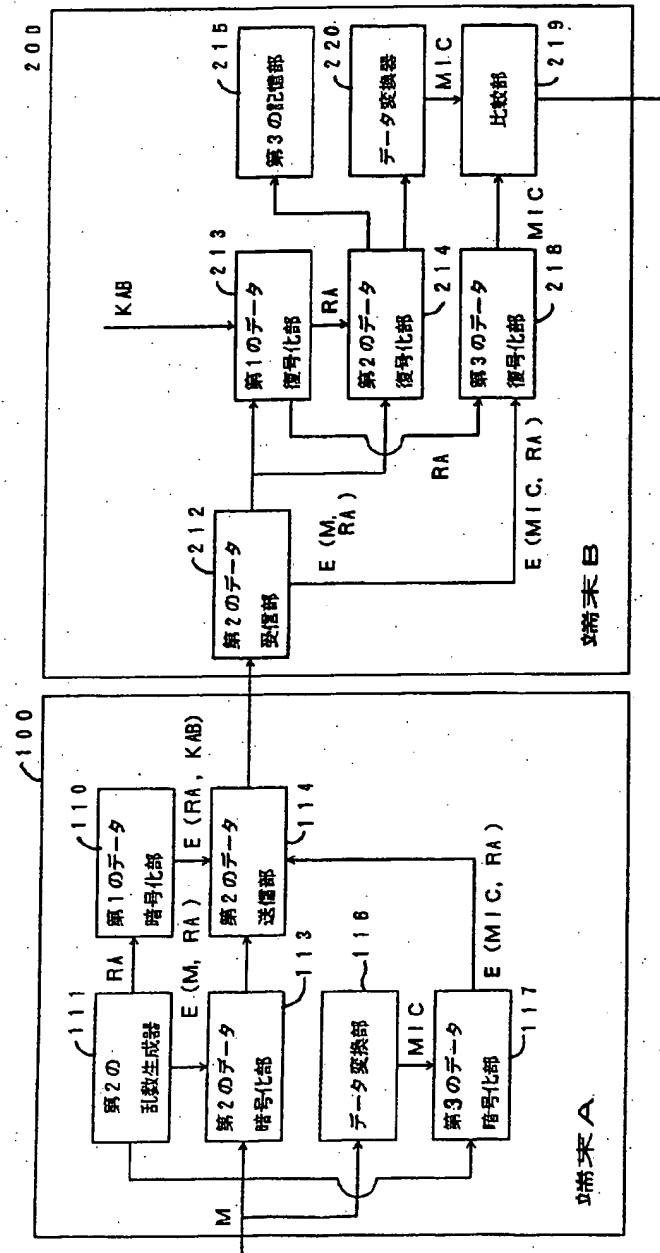 100
111
第2の
乱数生成器
RA
110
第1のデータ
暗号化部
E (RA, KAB)
M
E (M, RA)
第2のデータ
暗号化部
113
第2のデータ
送信部
114
データ変換部
116
MIC
第3のデータ
暗号化部
117
E (MIC, RA)
端末A
200
212
第2のデータ
受信部
KAB
213
第1のデータ
復号化部
RA
215
第3の記憶部
E (M,
RA)
第2のデータ
復号化部
214
220
データ変換器
MIC
RA
第3のデータ
復号化部
218
MIC
比較部
219
E (MIC, RA)
端末B